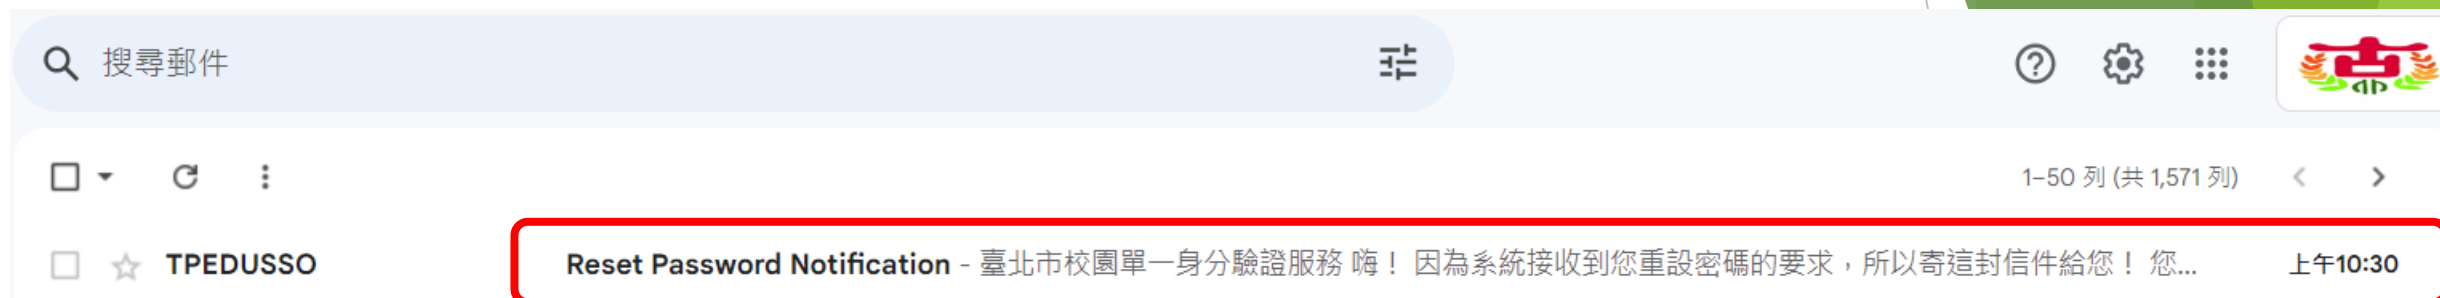 搜尋郵件
1–50 列 (共 1,571 列)
TPEDUSSO Reset Password Notification - 臺北市校園單一身分驗證服務 嗨！ 因為系統接收到您重設密碼的要求，所以寄這封信件給您！ 您... 上午10:30